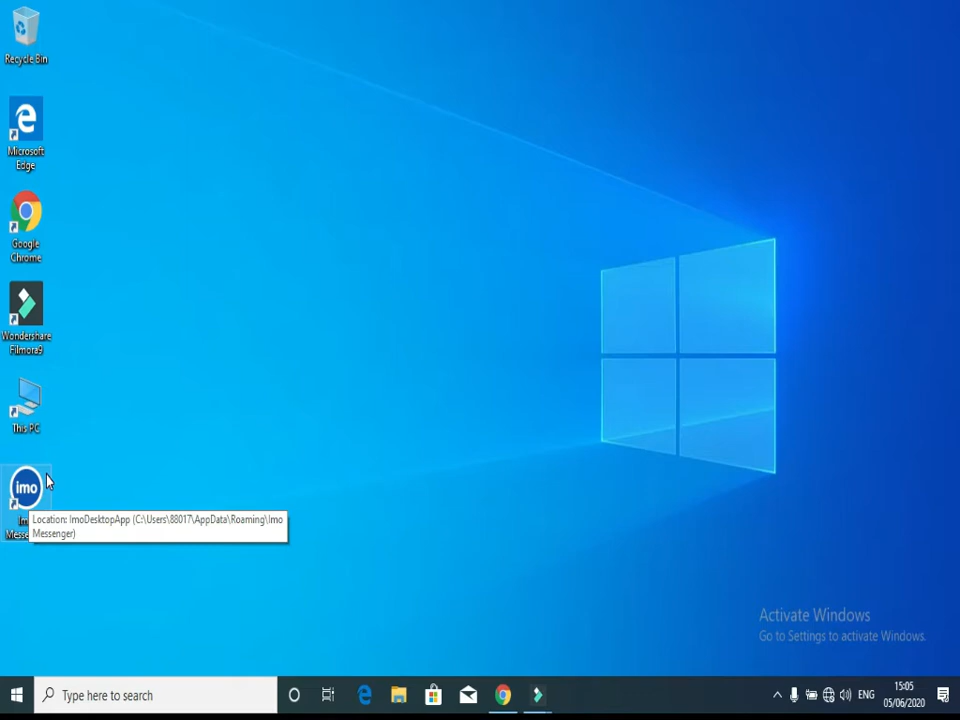 Recycle Bin
Microsoft
Edge
Google
Chrome
Wondershare
Filmora9
This PC
imo
Location: ImoDesktopApp (C:\Users\88017\AppData\Roaming\Imo
Messenger)
Activate Windows
Go to Settings to activate Windows.
Type here to search
ENG
15:05
05/06/2020